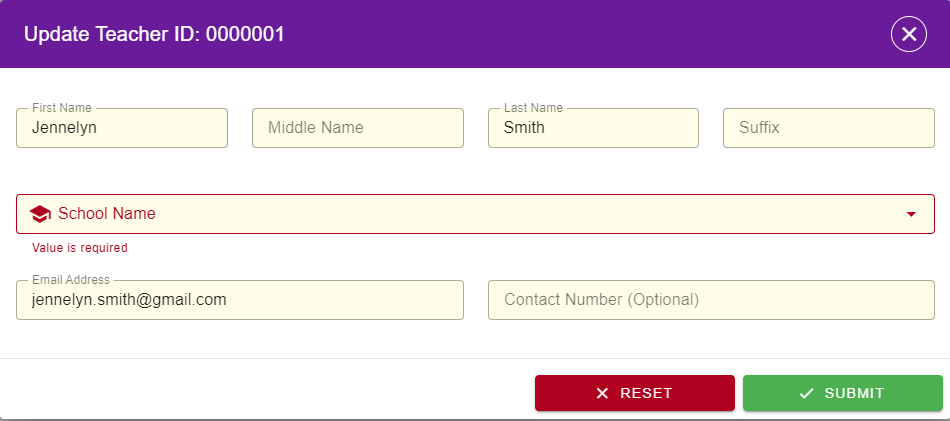 Update Teacher ID: 0000001
First Name
Jennelyn
Middle Name
Last Name
Smith
Suffix
School Name
Value is required
Email Address
jennelyn.smith@gmail.com
Contact Number (Optional)
RESET
SUBMIT